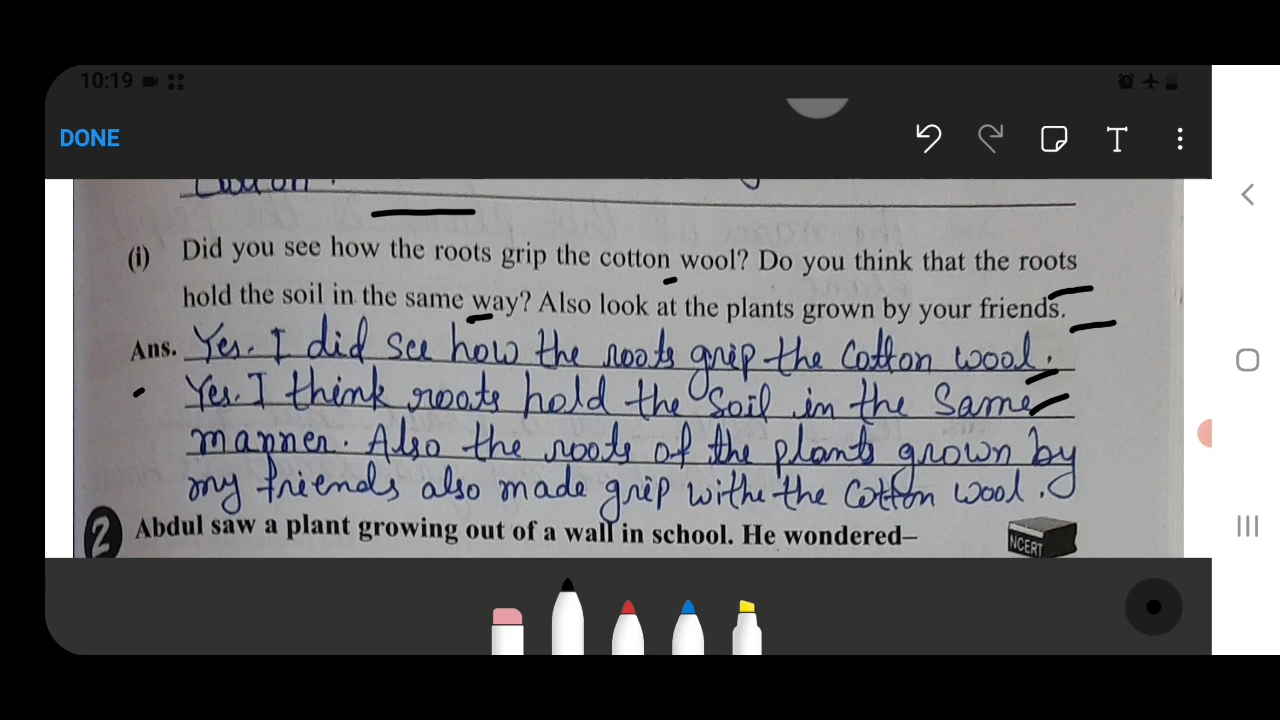 10:19
DONE
T
Cotton.
(i) Did you see how the roots grip the cotton wool? Do you think that the roots
hold the soil in the same way? Also look at the plants grown by your friends.
Ans. Yes. I did see how the roots grip the Cotton wool.
Yes. I think roots hold the Soil in the Same
manner. Also the roots of the plants grown by
my friends also made grip withe the Cotton wool.
2 Abdul saw a plant growing out of a wall in school. He wondered–
NCERT